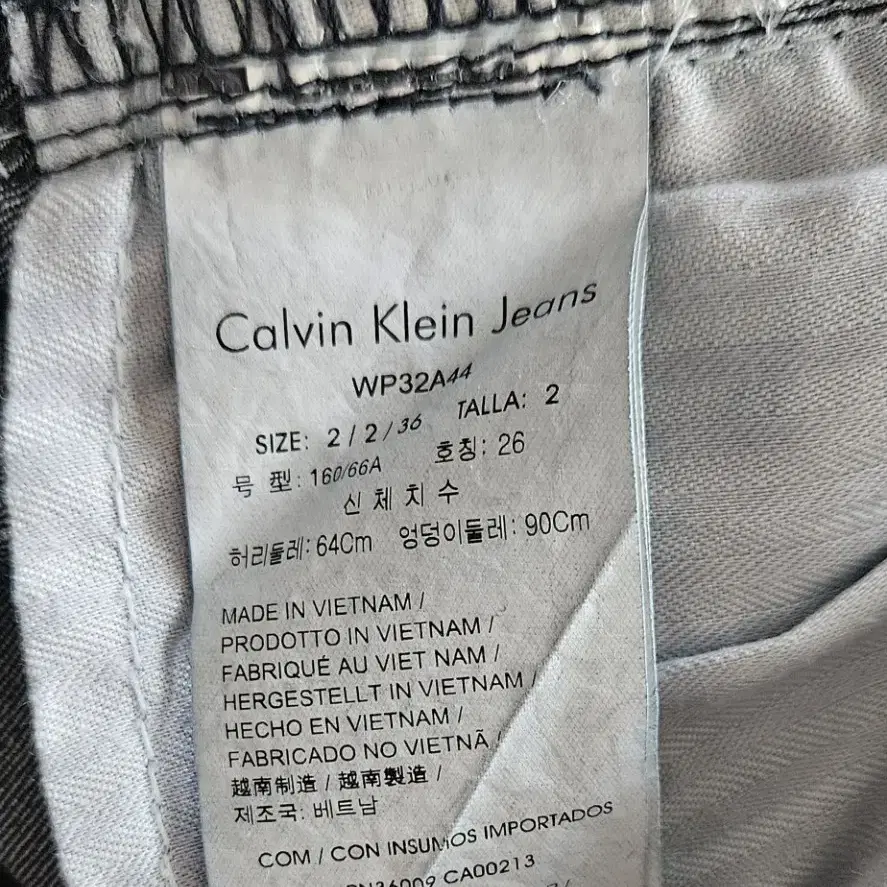 Calvin Klein Jeans
WP32A44
SIZE: 2 / 2 / 36 TALLA: 2
号 型: 160/66A 호칭: 26
신 체 치 수
허리둘레: 64Cm 엉덩이둘레: 90Cm
MADE IN VIETNAM /
PRODOTTO IN VIETNAM /
FABRIQUÉ AU VIET NAM /
HERGESTELLT IN VIETNAM /
HECHO EN VIETNAM /
FABRICADO NO VIETNÃ /
越南制造 / 越南製造 /
제조국: 베트남
COM / CON INSUMOS IMPORTADOS
CA00213